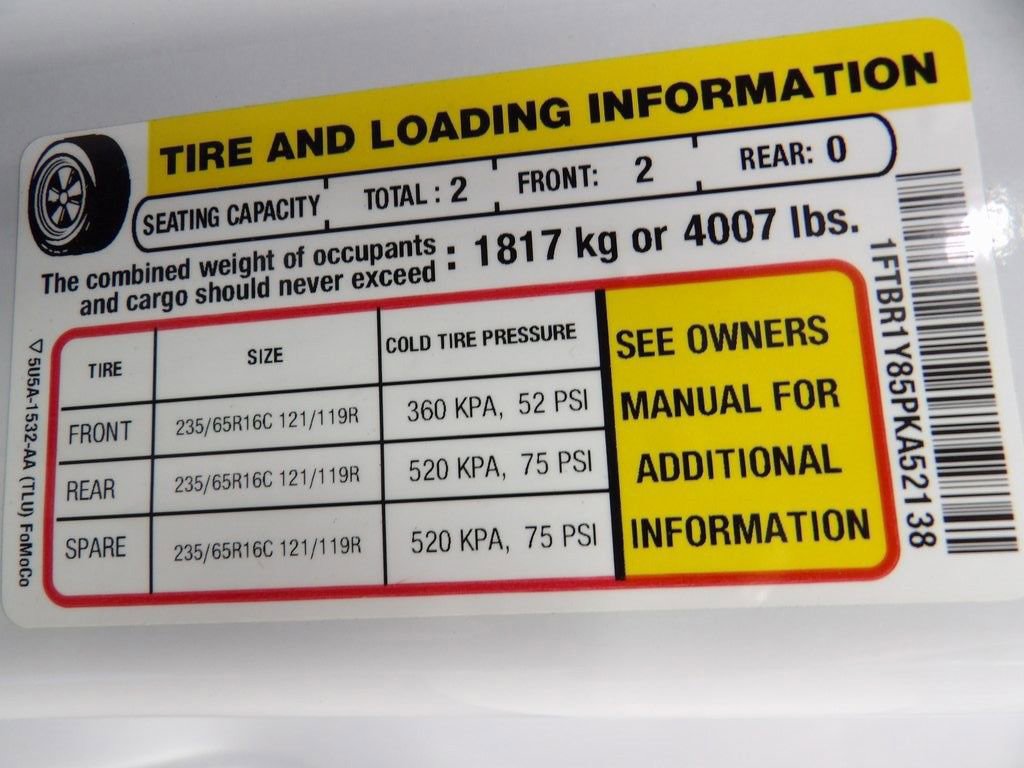 TIRE AND LOADING INFORMATION
SEATING CAPACITY TOTAL : 2 FRONT: 2 REAR: 0
The combined weight of occupants
and cargo should never exceed : 1817 kg or 4007 lbs.
TIRE SIZE COLD TIRE PRESSURE
FRONT 235/65R16C 121/119R 360 KPA, 52 PSI
REAR 235/65R16C 121/119R 520 KPA, 75 PSI
SPARE 235/65R16C 121/119R 520 KPA, 75 PSI
SEE OWNERS
MANUAL FOR
ADDITIONAL
INFORMATION
1FTBR1Y85PKA52138
5U5A-1532-AA (TLU) FoMoCo